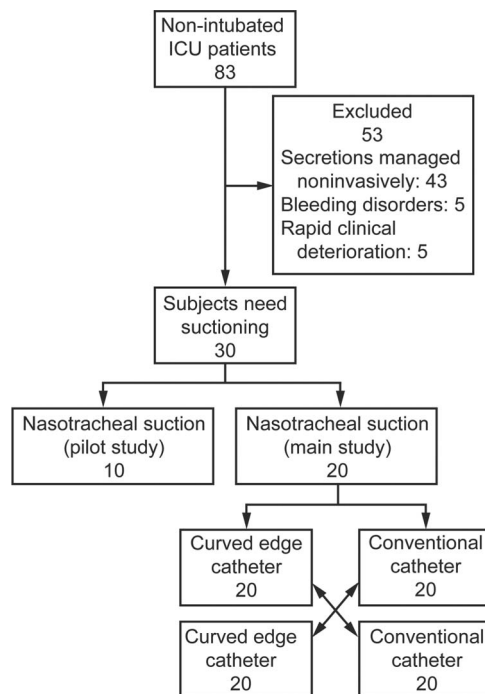 Non-intubated
ICU patients
83
Excluded
53
Secretions managed
noninvasively: 43
Bleeding disorders: 5
Rapid clinical
deterioration: 5
Subjects need
suctioning
30
Nasotracheal suction
(pilot study)
10
Nasotracheal suction
(main study)
20
Curved edge
catheter
20
Conventional
catheter
20
Curved edge
catheter
20
Conventional
catheter
20